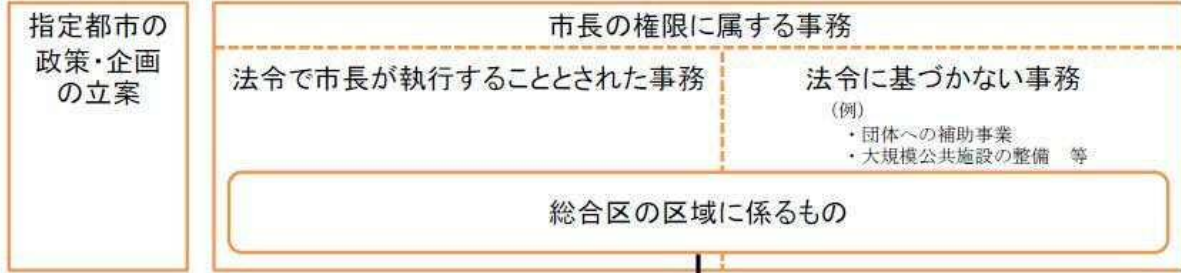 指定都市の
政策・企画
の立案
市長の権限に属する事務
法令で市長が執行することとされた事務
法令に基づかない事務
(例)
・団体への補助事業
・大規模公共施設の整備　等
総合区の区域に係るもの